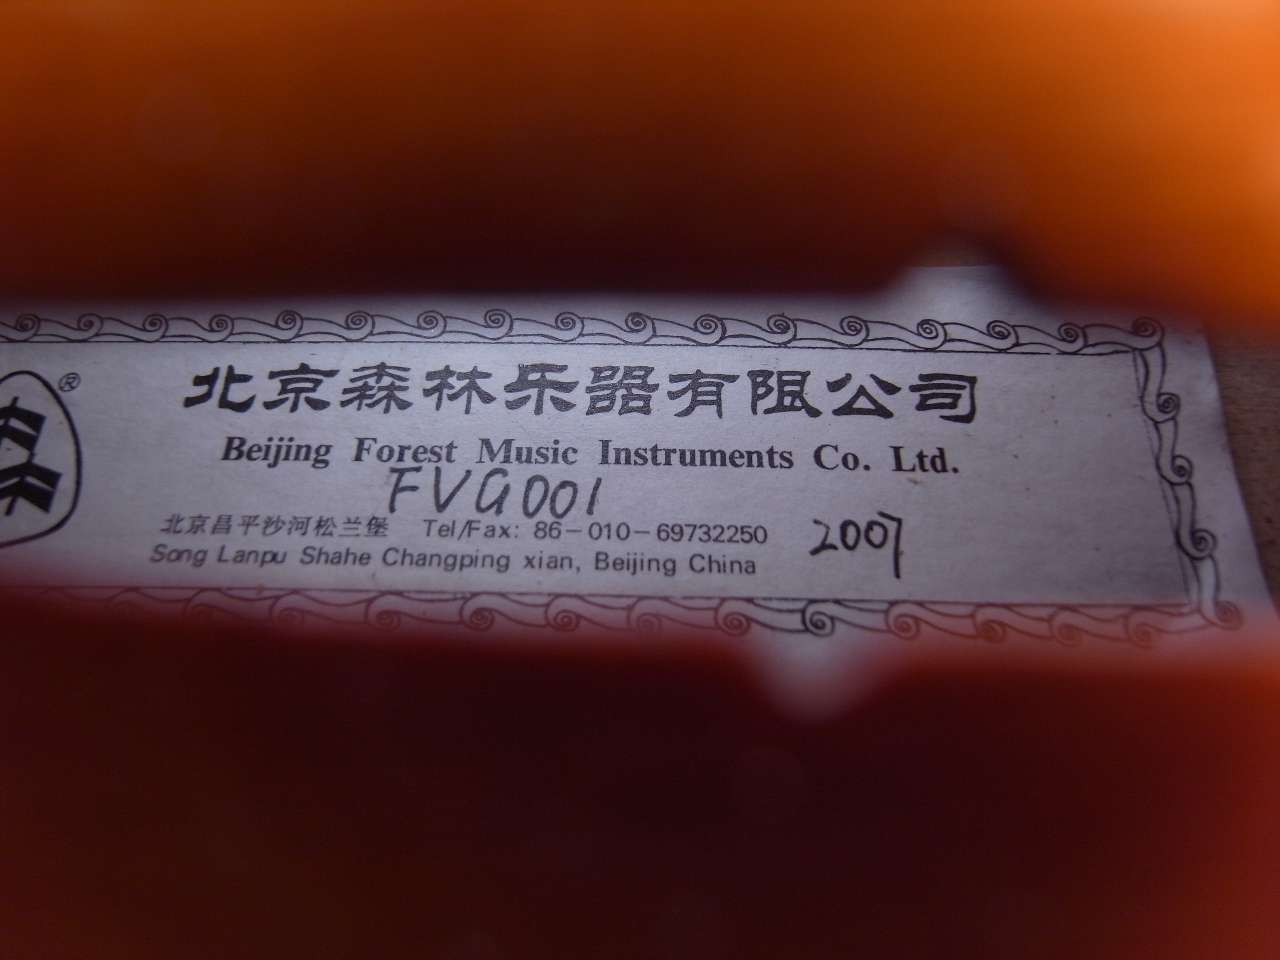 ®
北京森林乐器有限公司
Beijing Forest Music Instruments Co. Ltd.
FVG001
北京昌平沙河松兰堡 Tel/Fax: 86-010-69732250
2007
Song Lanpu Shahe Changping xian, Beijing China